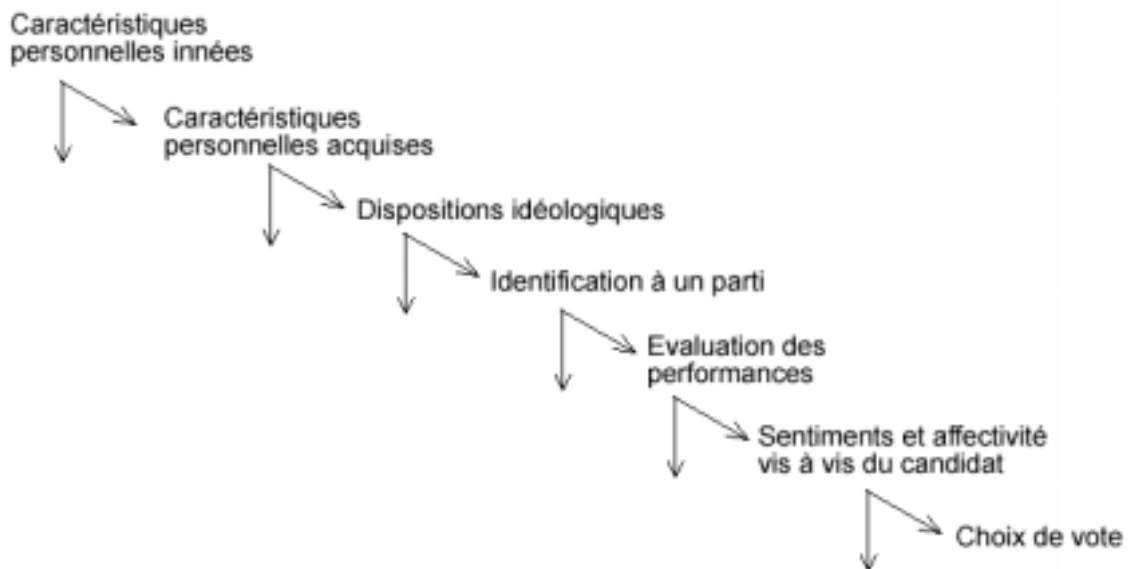 Caractéristiques
personnelles innées
Caractéristiques
personnelles acquises
Dispositions idéologiques
Identification à un parti
Evaluation des
performances
Sentiments et affectivité
vis à vis du candidat
Choix de vote